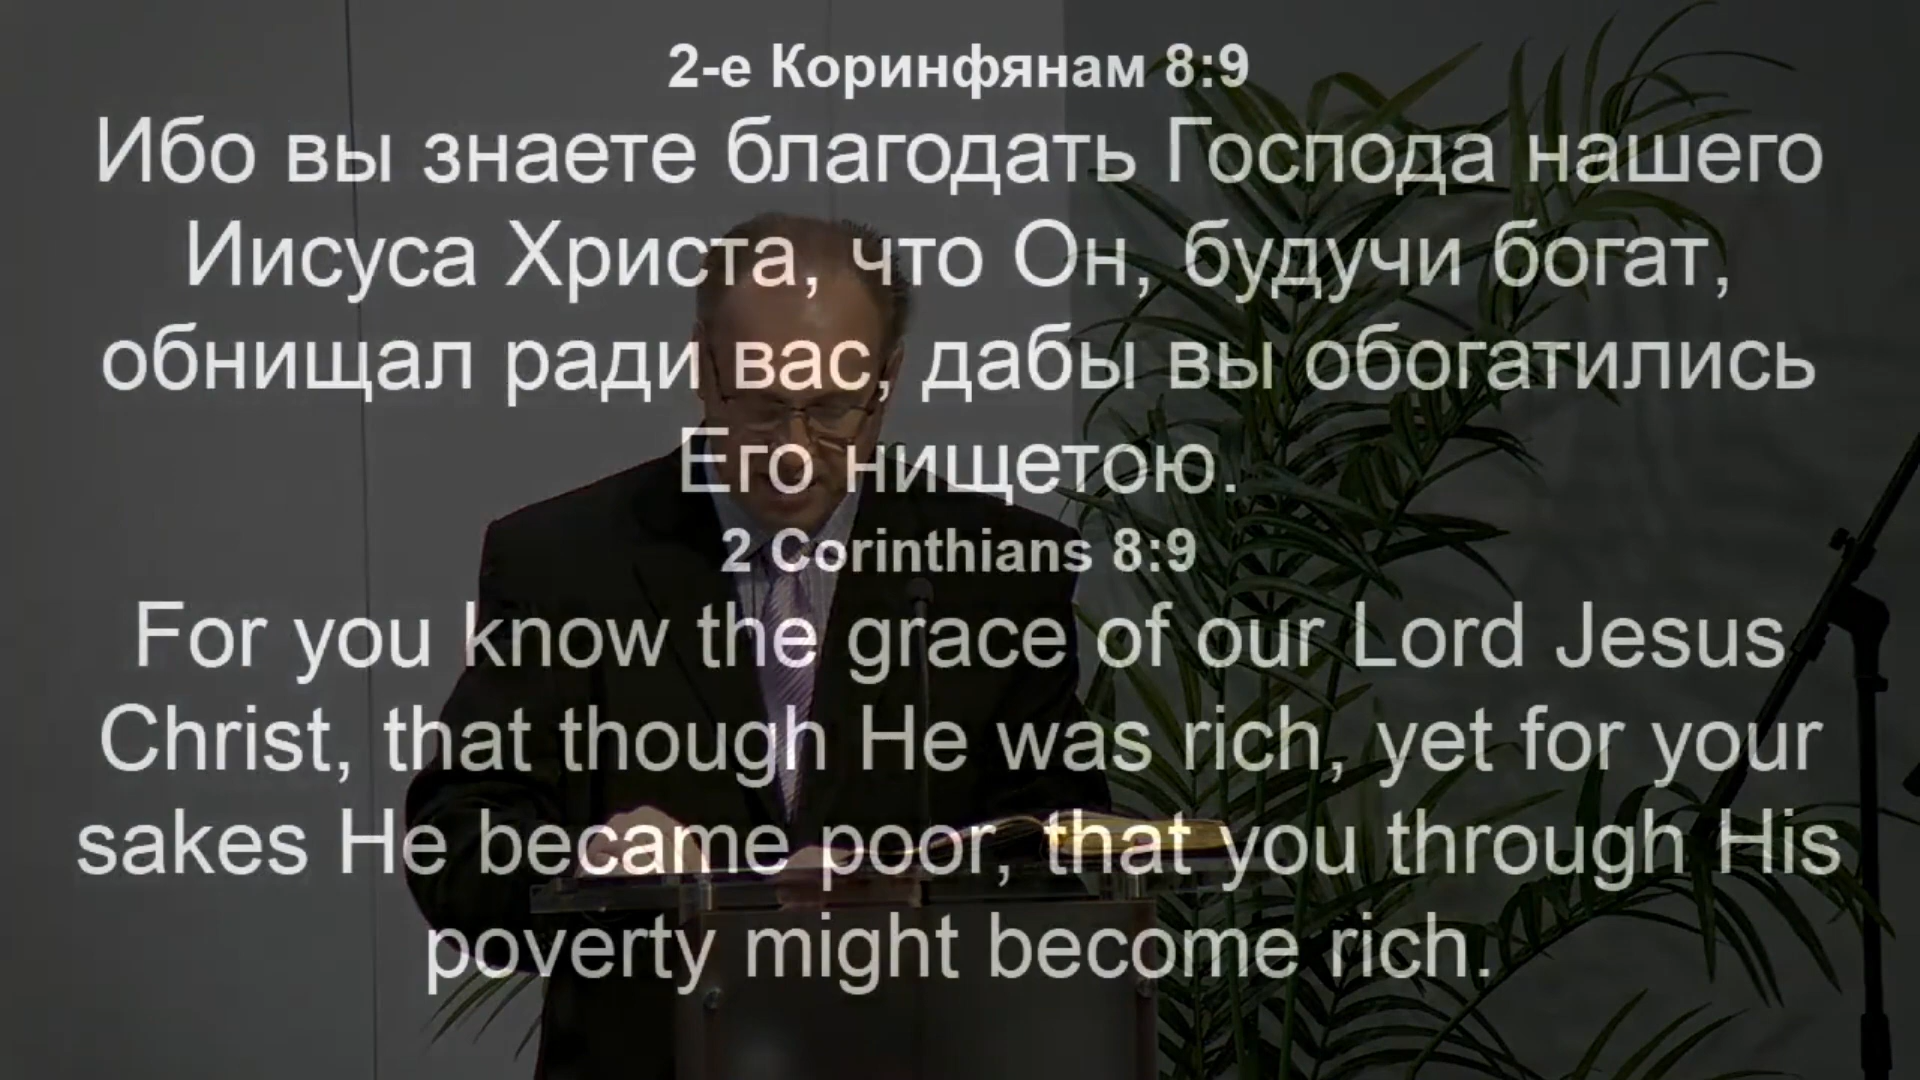 2-е Коринфянам 8:9
Ибо вы знаете благодать Господа нашего
Иисуса Христа, что Он, будучи богат,
обнищал ради вас, дабы вы обогатились
Его нищетою.
2 Corinthians 8:9
For you know the grace of our Lord Jesus
Christ, that though He was rich, yet for your
sakes He became poor, that you through His
poverty might become rich.